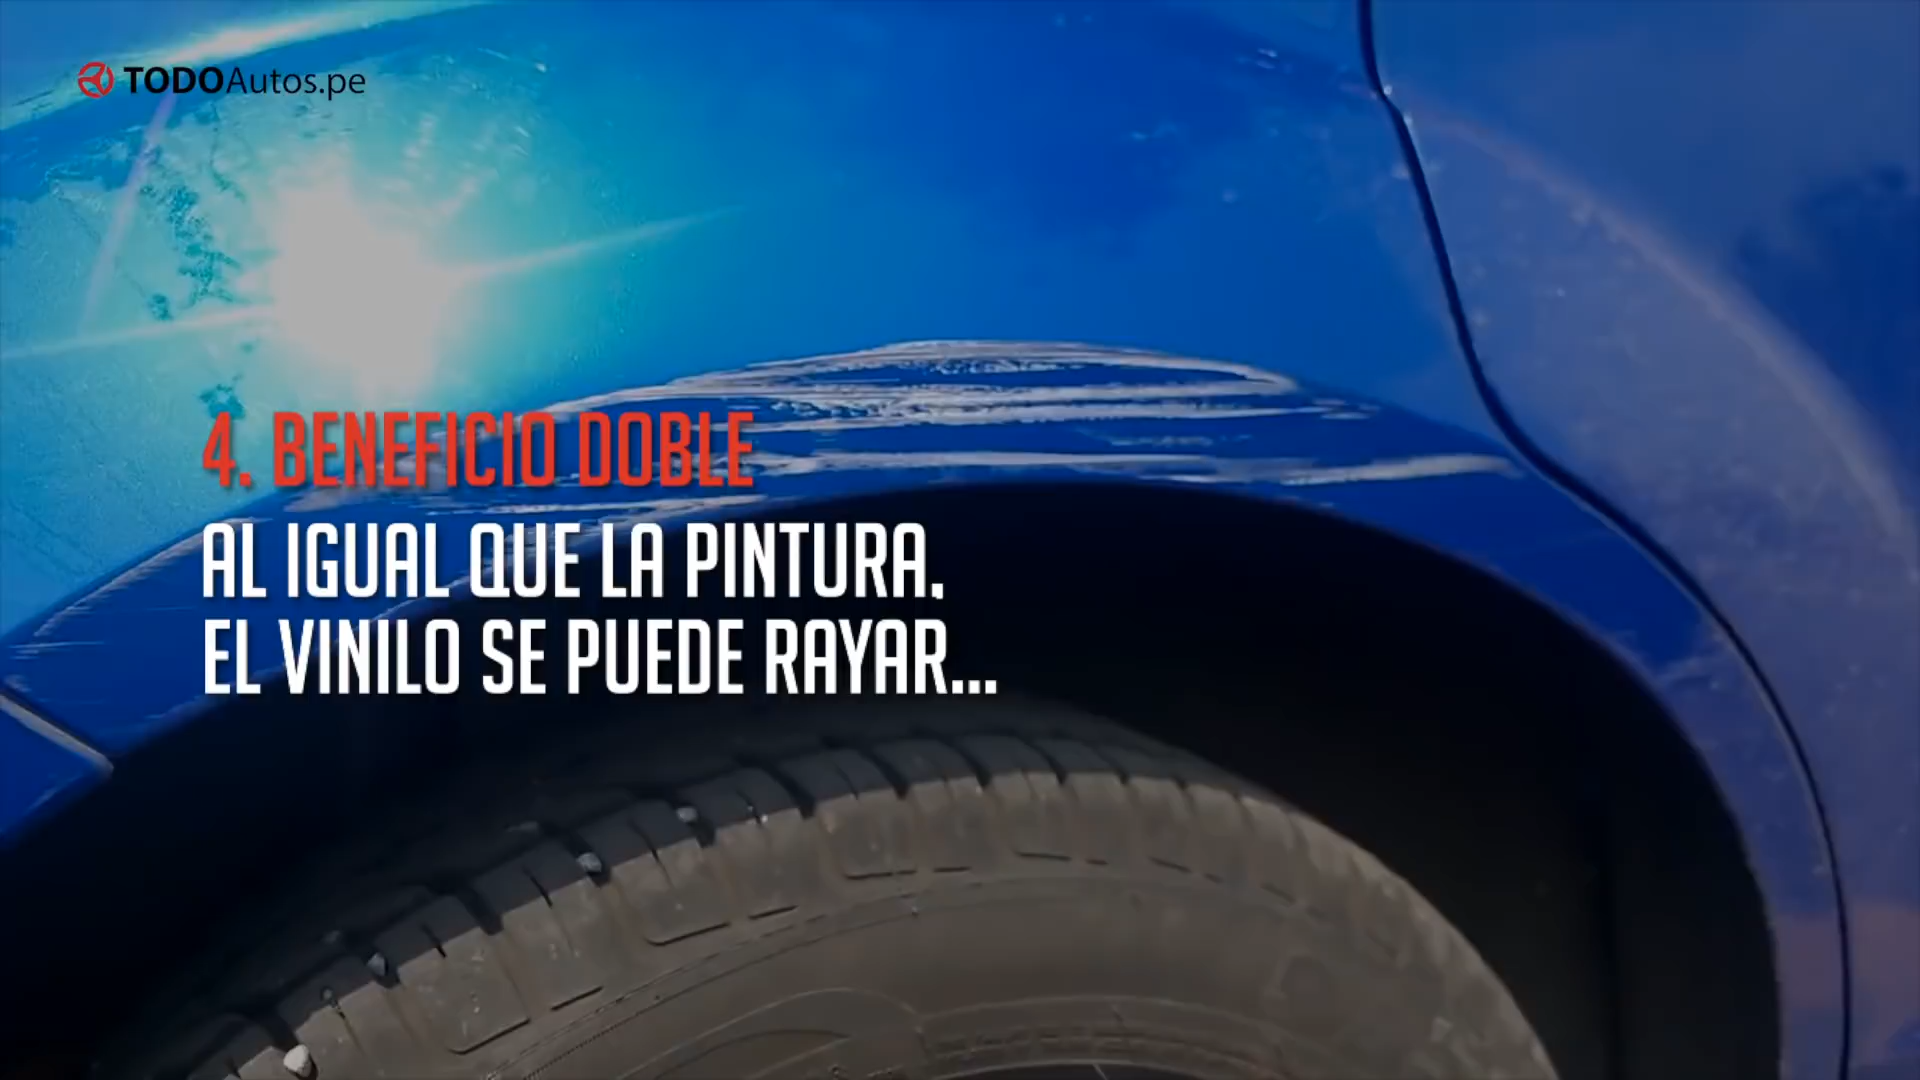 TODOAutos.pe
4. BENEFICIO DOBLE
AL IGUAL QUE LA PINTURA,
EL VINILO SE PUEDE RAYAR...